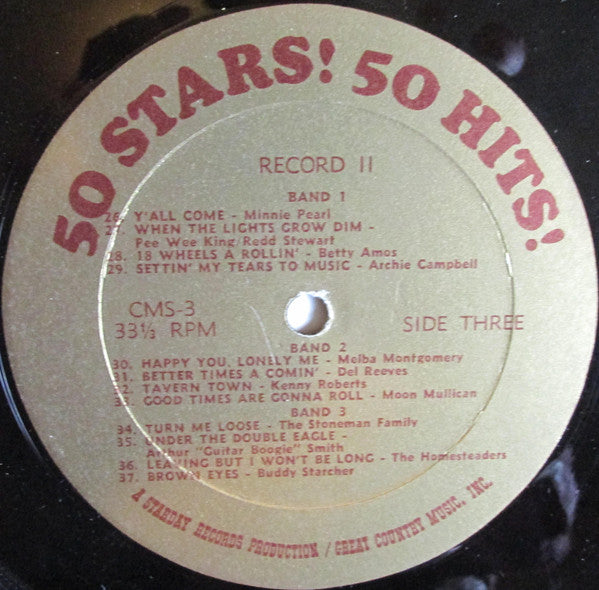 50 STARS! 50 HITS!
RECORD II
BAND 1
26. Y'ALL COME - Minnie Pearl
27. WHEN THE LIGHTS GROW DIM -
Pee Wee King/Redd Stewart
28. 18 WHEELS A ROLLIN' - Betty Amos
29. SETTIN' MY TEARS TO MUSIC - Archie Campbell
CMS-3
33⅓ RPM
SIDE THREE
BAND 2
30. HAPPY YOU, LONELY ME - Melba Montgomery
31. BETTER TIMES A COMIN' - Del Reeves
32. TAVERN TOWN - Kenny Roberts
33. GOOD TIMES ARE GONNA ROLL - Moon Mullican
BAND 3
34. TURN ME LOOSE - The Stoneman Family
35. UNDER THE DOUBLE EAGLE -
Arthur "Guitar Boogie" Smith
36. LEAVING BUT I WON'T BE LONG - The Homesteaders
37. BROWN EYES - Buddy Starcher
A STARDAY RECORDS PRODUCTION / GREAT COUNTRY MUSIC, INC.